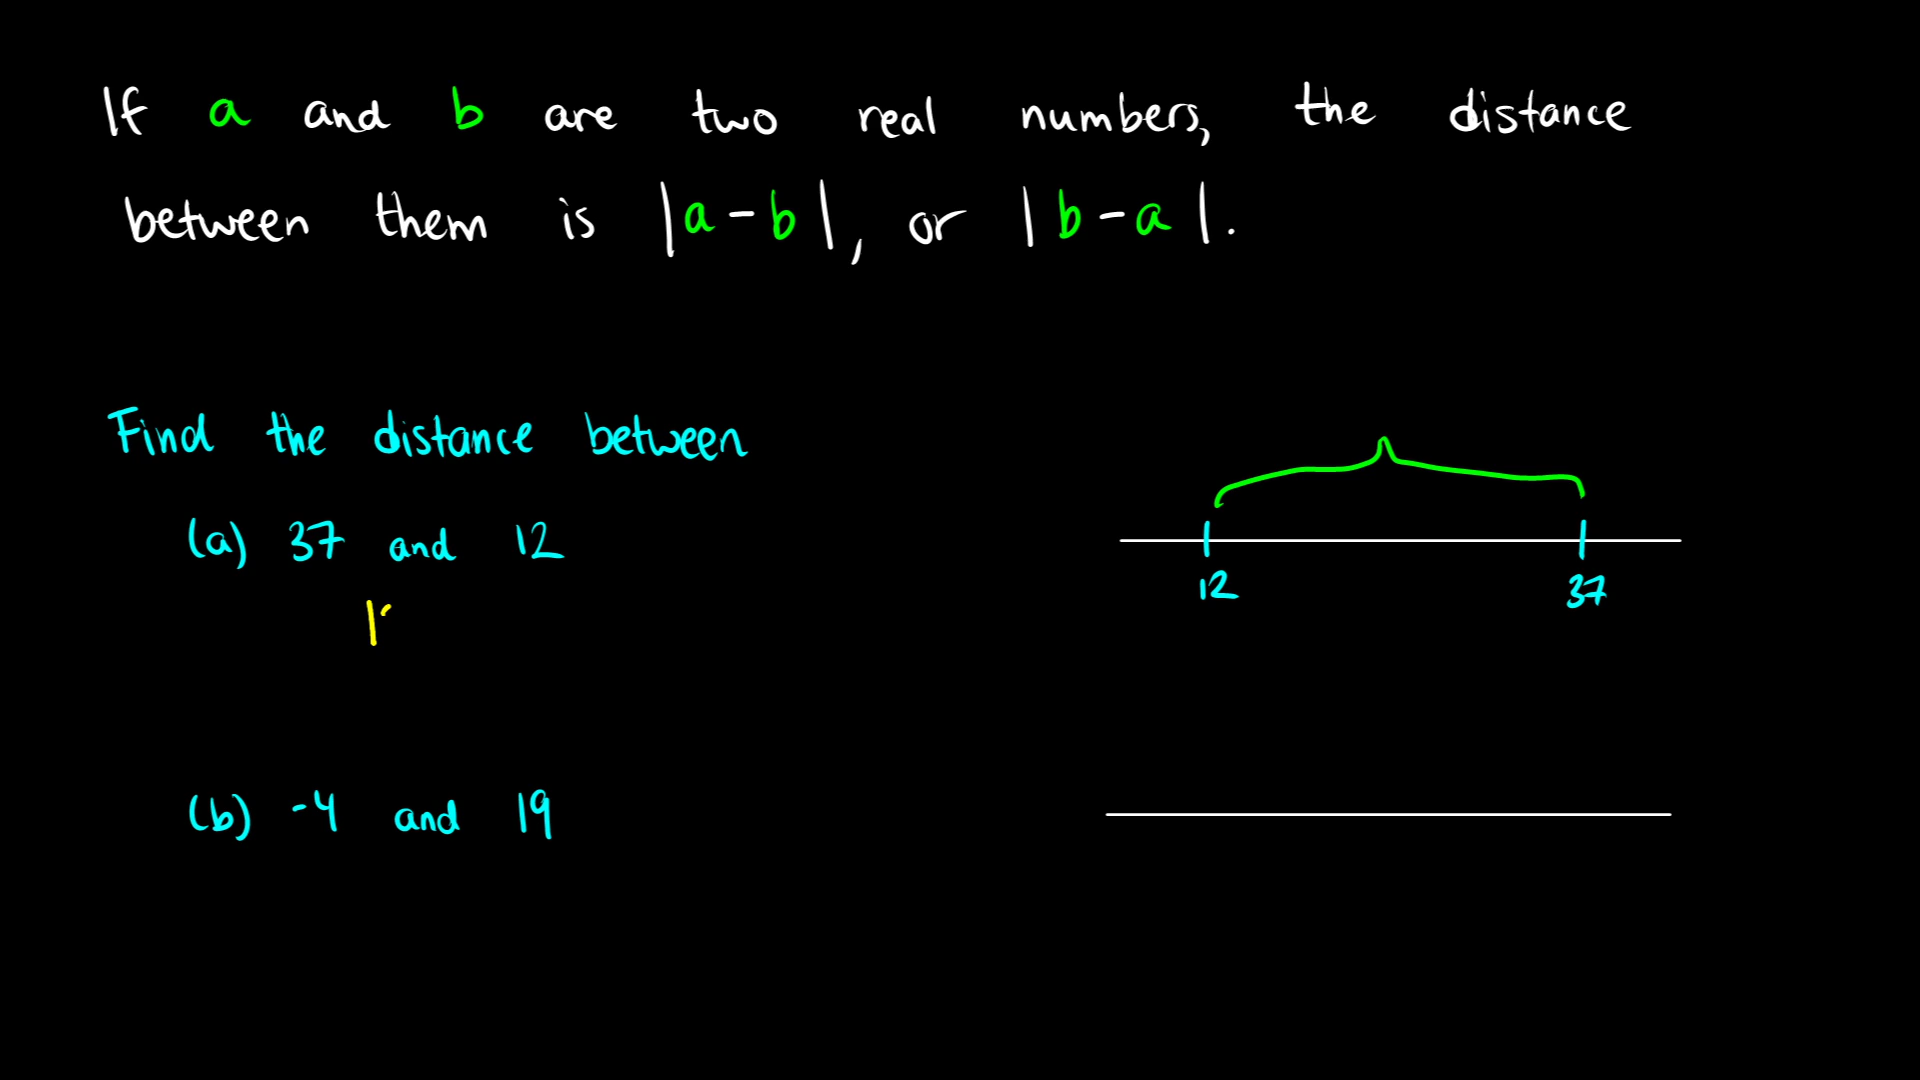 If a and b are two real numbers, the distance
between them is |a-b|, or |b-a|.
Find the distance between
(a) 37 and 12
12 37
|
(b) -4 and 19